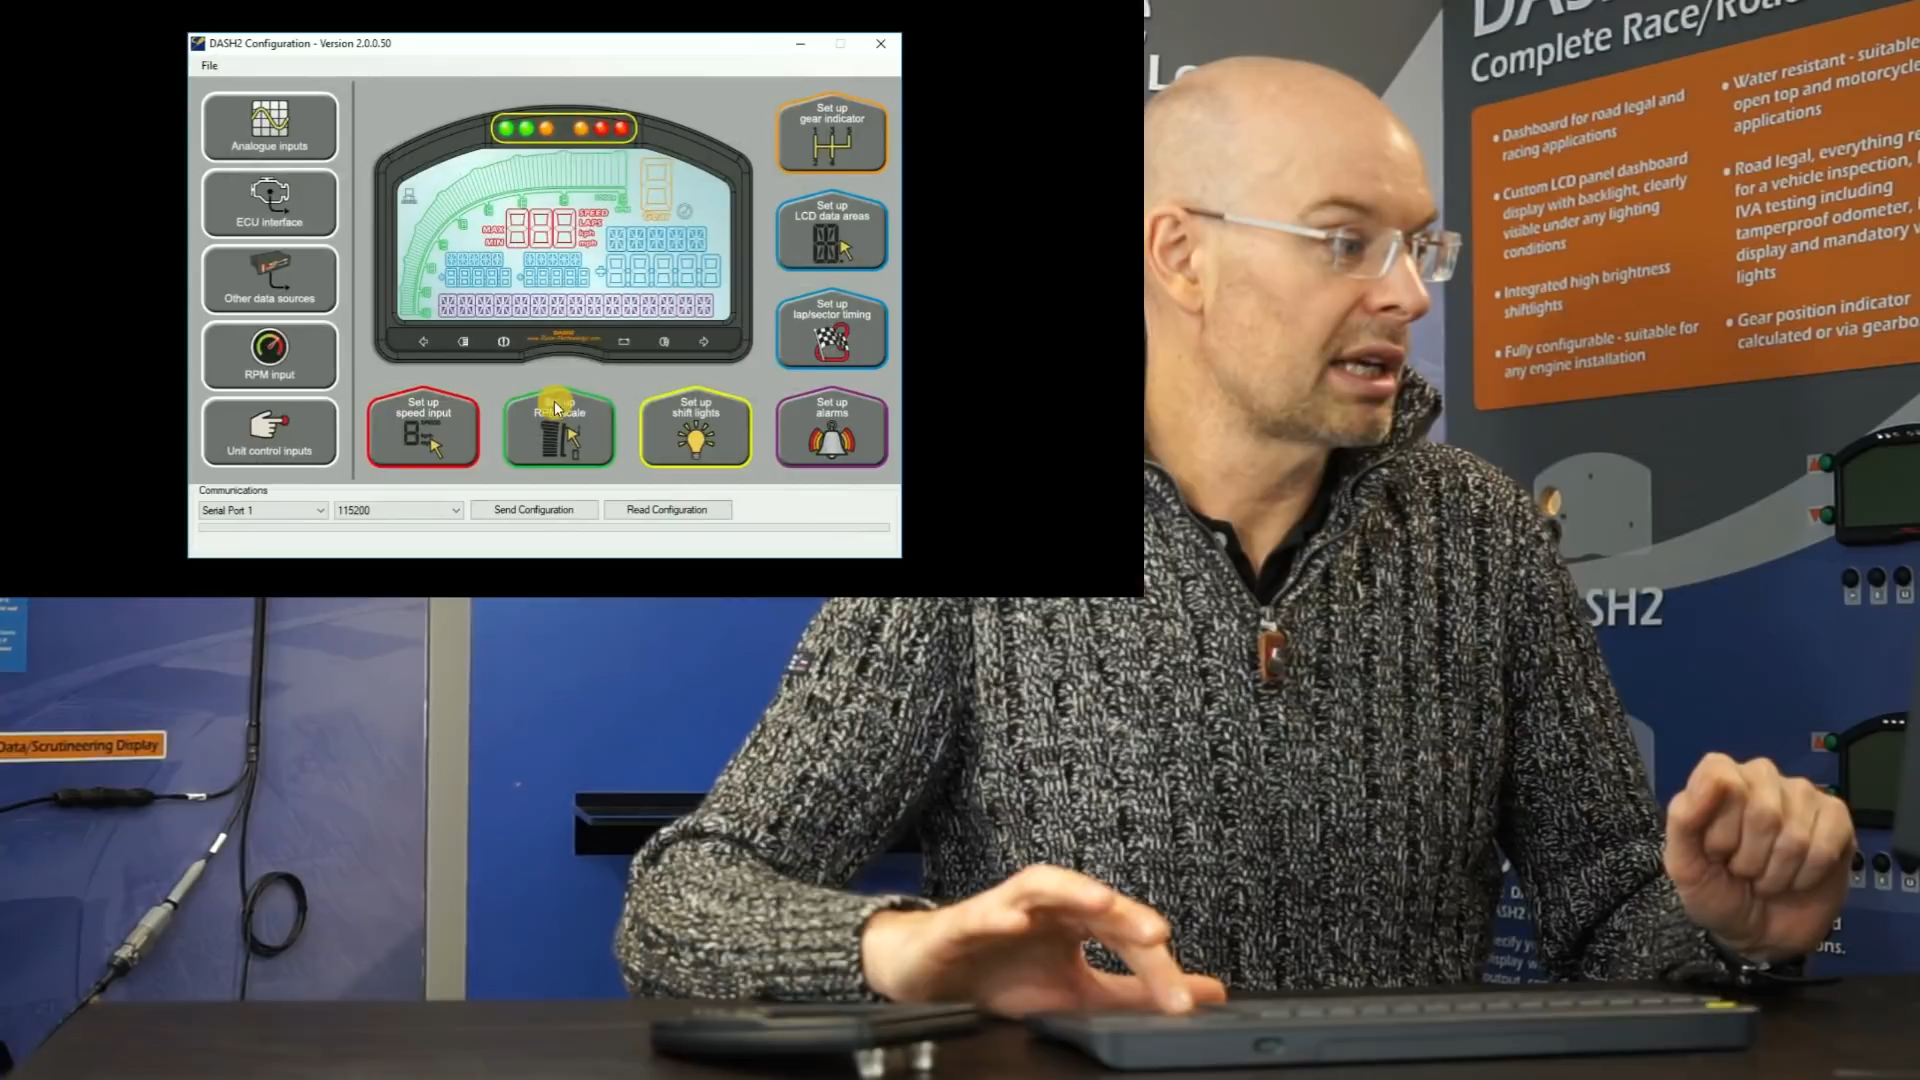 DASH2 Configuration - Version 2.0.0.50
File
Analogue inputs
ECU interface
Other data sources
RPM input
Unit control inputs
Gear
MAX
MIN
SPEED
LAPS
kph
mph
Set up
gear indicator
Set up
LCD data areas
Set up
lap/sector timing
Set up
speed input
Set up
shift lights
Set up
alarms
Communications
Serial Port 1
115200
Send Configuration
Read Configuration
Complete Race/Road
• Dashboard for road legal and
racing applications
• Custom LCD panel dashboard
display with backlight, clearly
visible under any lighting
conditions
• Integrated high brightness
shiftlights
• Fully configurable - suitable for
any engine installation
• Water resistant - suitable
open top and motorcycle
applications
• Road legal, everything
for a vehicle inspection,
IVA testing including
tamperproof odometer,
display and mandatory
lights
• Gear position indicator
calculated or via
SH2
Data/Scrutineering Display